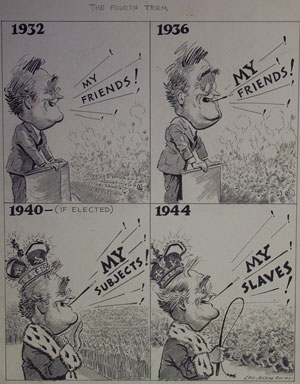 THE FOURTH TERM
1932
MY
FRIENDS!
1936
MY
FRIENDS!
1940-(IF ELECTED)
MY
SUBJECTS!
1944
MY
SLAVES!